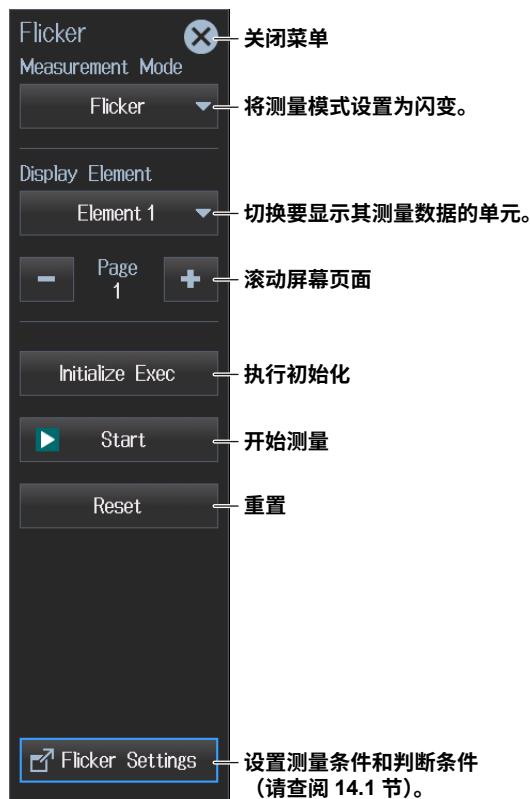 Flicker
关闭菜单
Measurement Mode
Flicker
将测量模式设置为闪变。
Display Element
Element 1
切换要显示其测量数据的单元。
Page
1
滚动屏幕页面
Initialize Exec
执行初始化
Start
开始测量
Reset
重置
Flicker Settings
设置测量条件和判断条件
（请查阅 14.1 节）。